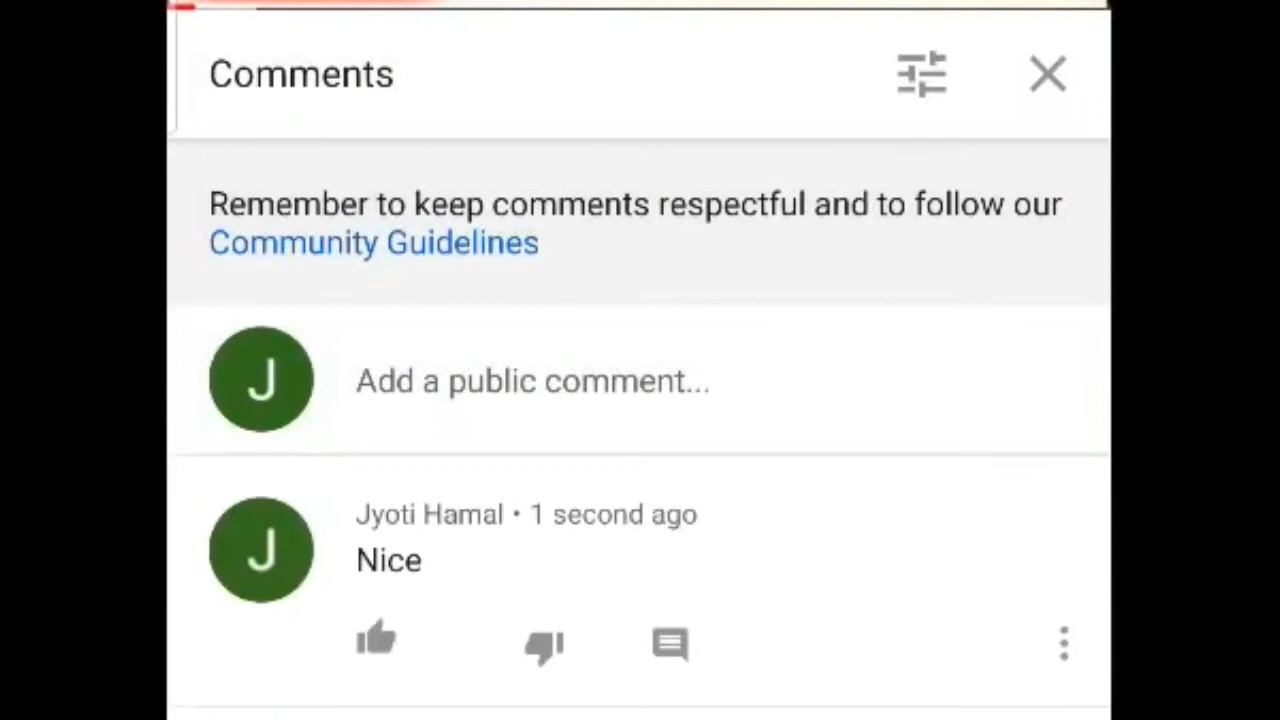 Comments
Remember to keep comments respectful and to follow our
Community Guidelines
J
Add a public comment...
J
Jyoti Hamal • 1 second ago
Nice